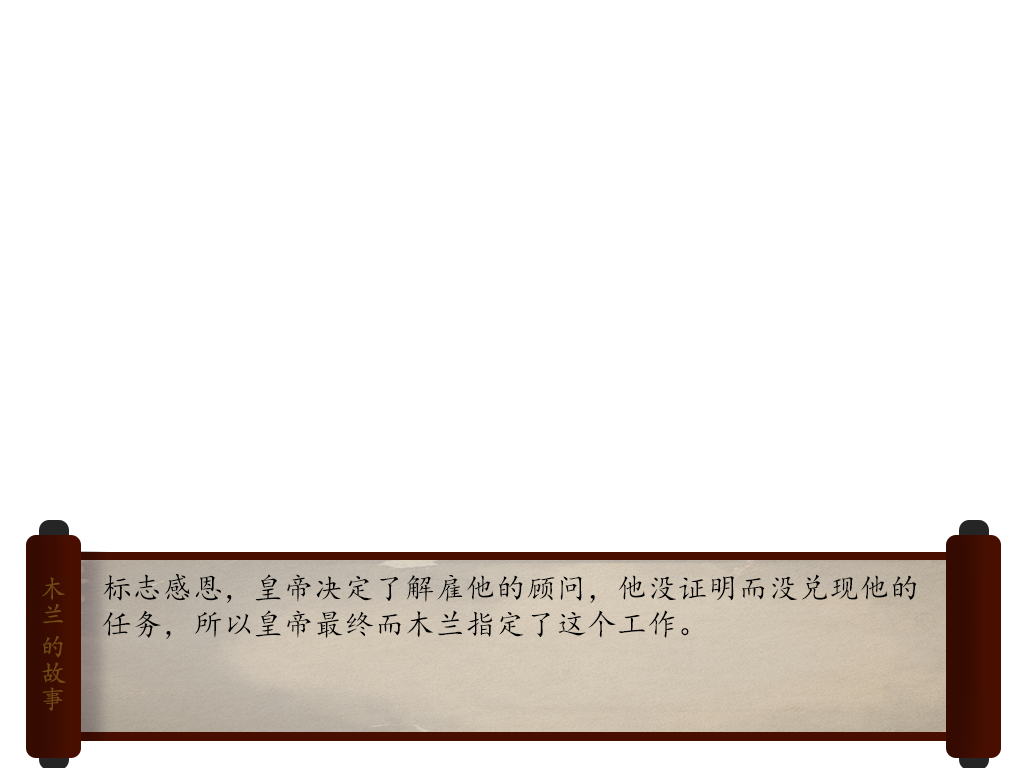 木兰的故事
标志感恩，皇帝决定了解雇他的顾问，他没证明而没兑现他的
任务，所以皇帝最终而木兰指定了这个工作。